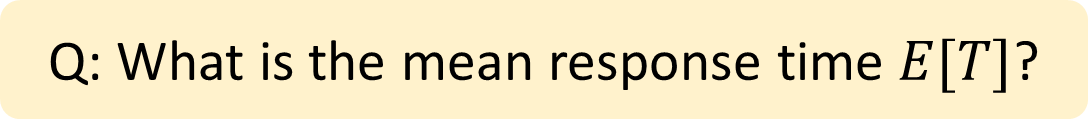 Q: What is the mean response time E[T]?